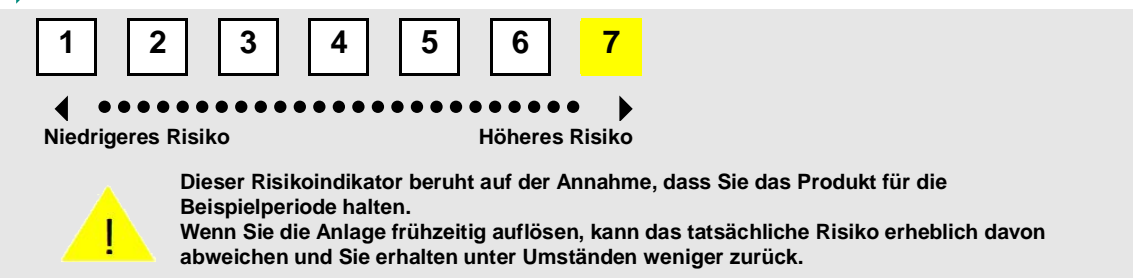 1 2 3 4 5 6 7
Niedrigeres Risiko Höheres Risiko
!
Dieser Risikoindikator beruht auf der Annahme, dass Sie das Produkt für die
Beispielperiode halten.
Wenn Sie die Anlage frühzeitig auflösen, kann das tatsächliche Risiko erheblich davon
abweichen und Sie erhalten unter Umständen weniger zurück.